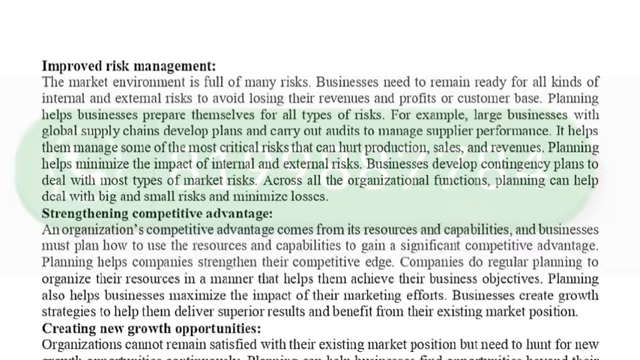 Improved risk management:
The market environment is full of many risks. Businesses need to remain ready for all kinds of
internal and external risks to avoid losing their revenues and profits or customer base. Planning
helps businesses prepare themselves for all types of risks. For example, large businesses with
global supply chains develop plans and carry out audits to manage supplier performance. It helps
them manage some of the most critical risks that can hurt production, sales, and revenues. Planning
helps minimize the impact of internal and external risks. Businesses develop contingency plans to
deal with most types of market risks. Across all the organizational functions, planning can help
deal with big and small risks and minimize losses.
Strengthening competitive advantage:
An organization's competitive advantage comes from its resources and capabilities, and businesses
must plan how to use the resources and capabilities to gain a significant competitive advantage.
Planning helps companies strengthen their competitive edge. Companies do regular planning to
organize their resources in a manner that helps them achieve their business objectives. Planning
also helps businesses maximize the impact of their marketing efforts. Businesses create growth
strategies to help them deliver superior results and benefit from their existing market position.
Creating new growth opportunities:
Organizations cannot remain satisfied with their existing market position but need to hunt for new
growth opportunities continuously. Planning can help businesses find opportunities beyond their